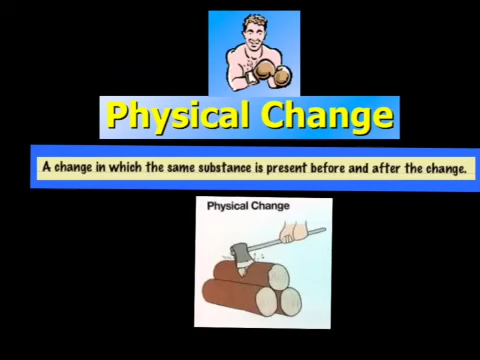 Physical Change
A change in which the same substance is present before and after the change.
Physical Change